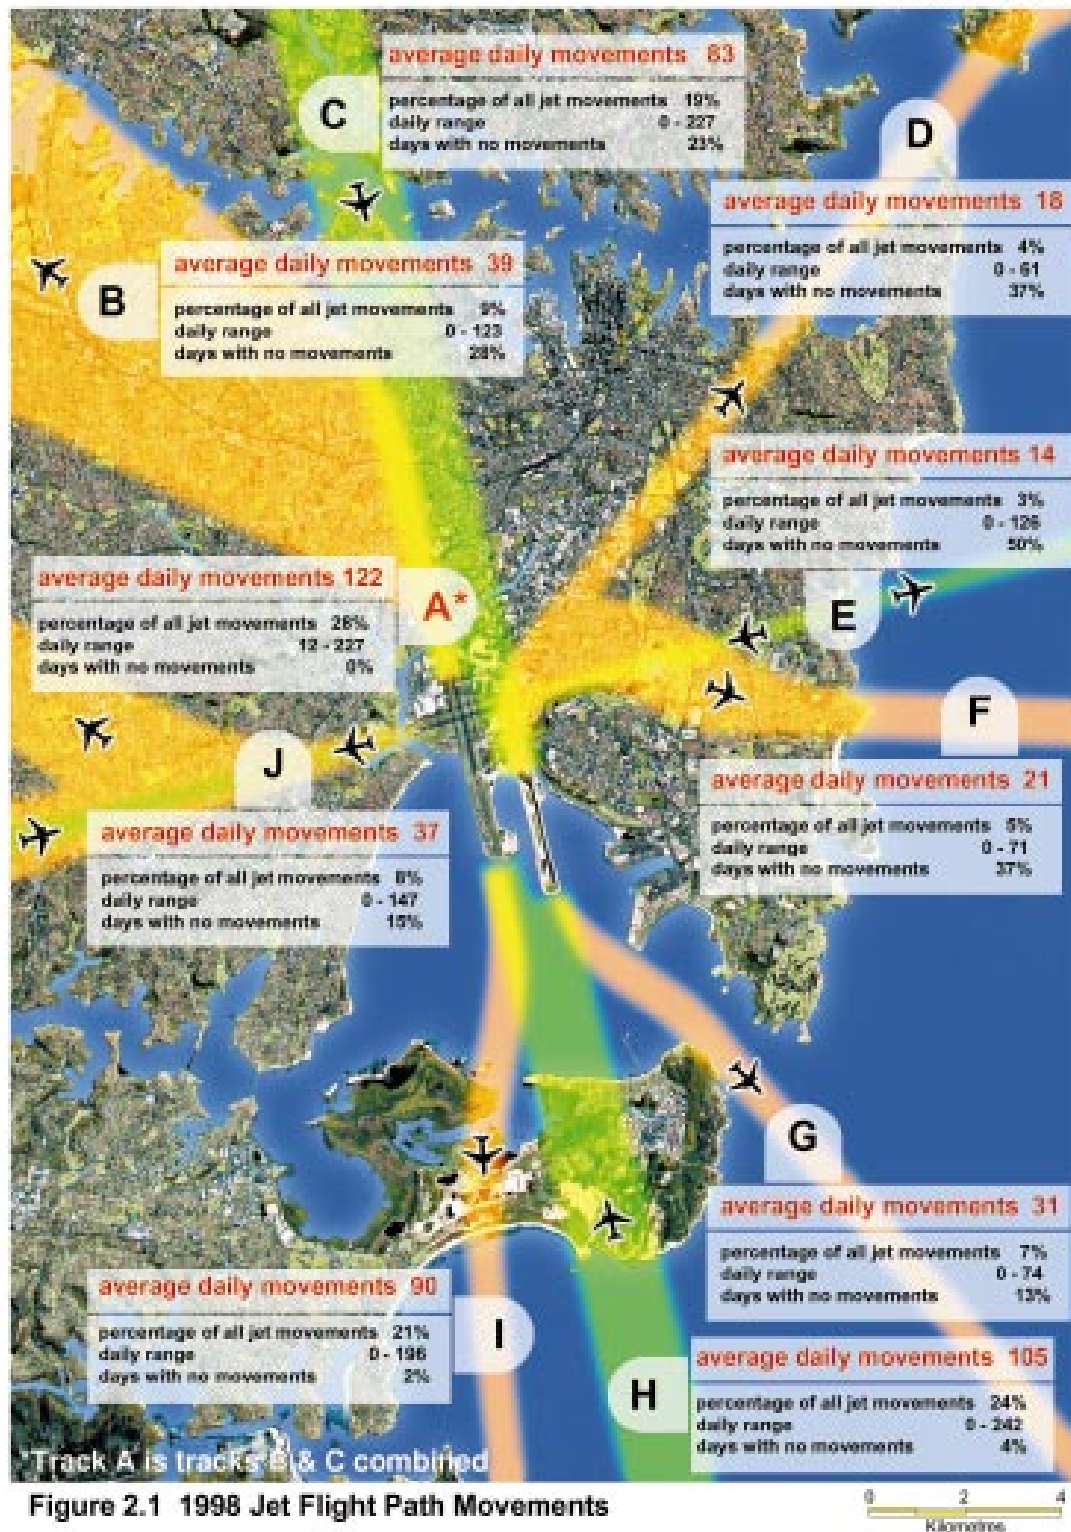 average daily movements 83
C
percentage of all jet movements 19%
daily range 0 - 227
days with no movements 23%
D
average daily movements 18
percentage of all jet movements 4%
daily range 0 - 61
days with no movements 37%
B
average daily movements 39
percentage of all jet movements 9%
daily range 0 - 123
days with no movements 28%
average daily movements 14
percentage of all jet movements 3%
daily range 0 - 126
days with no movements 50%
E
average daily movements 122
percentage of all jet movements 28%
daily range 12 - 227
days with no movements 0%
A*
F
average daily movements 21
percentage of all jet movements 5%
daily range 0 - 71
days with no movements 37%
J
average daily movements 37
percentage of all jet movements 8%
daily range 0 - 147
days with no movements 15%
G
average daily movements 31
percentage of all jet movements 7%
daily range 0 - 74
days with no movements 13%
average daily movements 90
percentage of all jet movements 21%
daily range 0 - 196
days with no movements 2%
I
H
average daily movements 105
percentage of all jet movements 24%
daily range 0 - 242
days with no movements 4%
*Track A is tracks B & C combined
Figure 2.1 1998 Jet Flight Path Movements
0 2 4
Kilometres